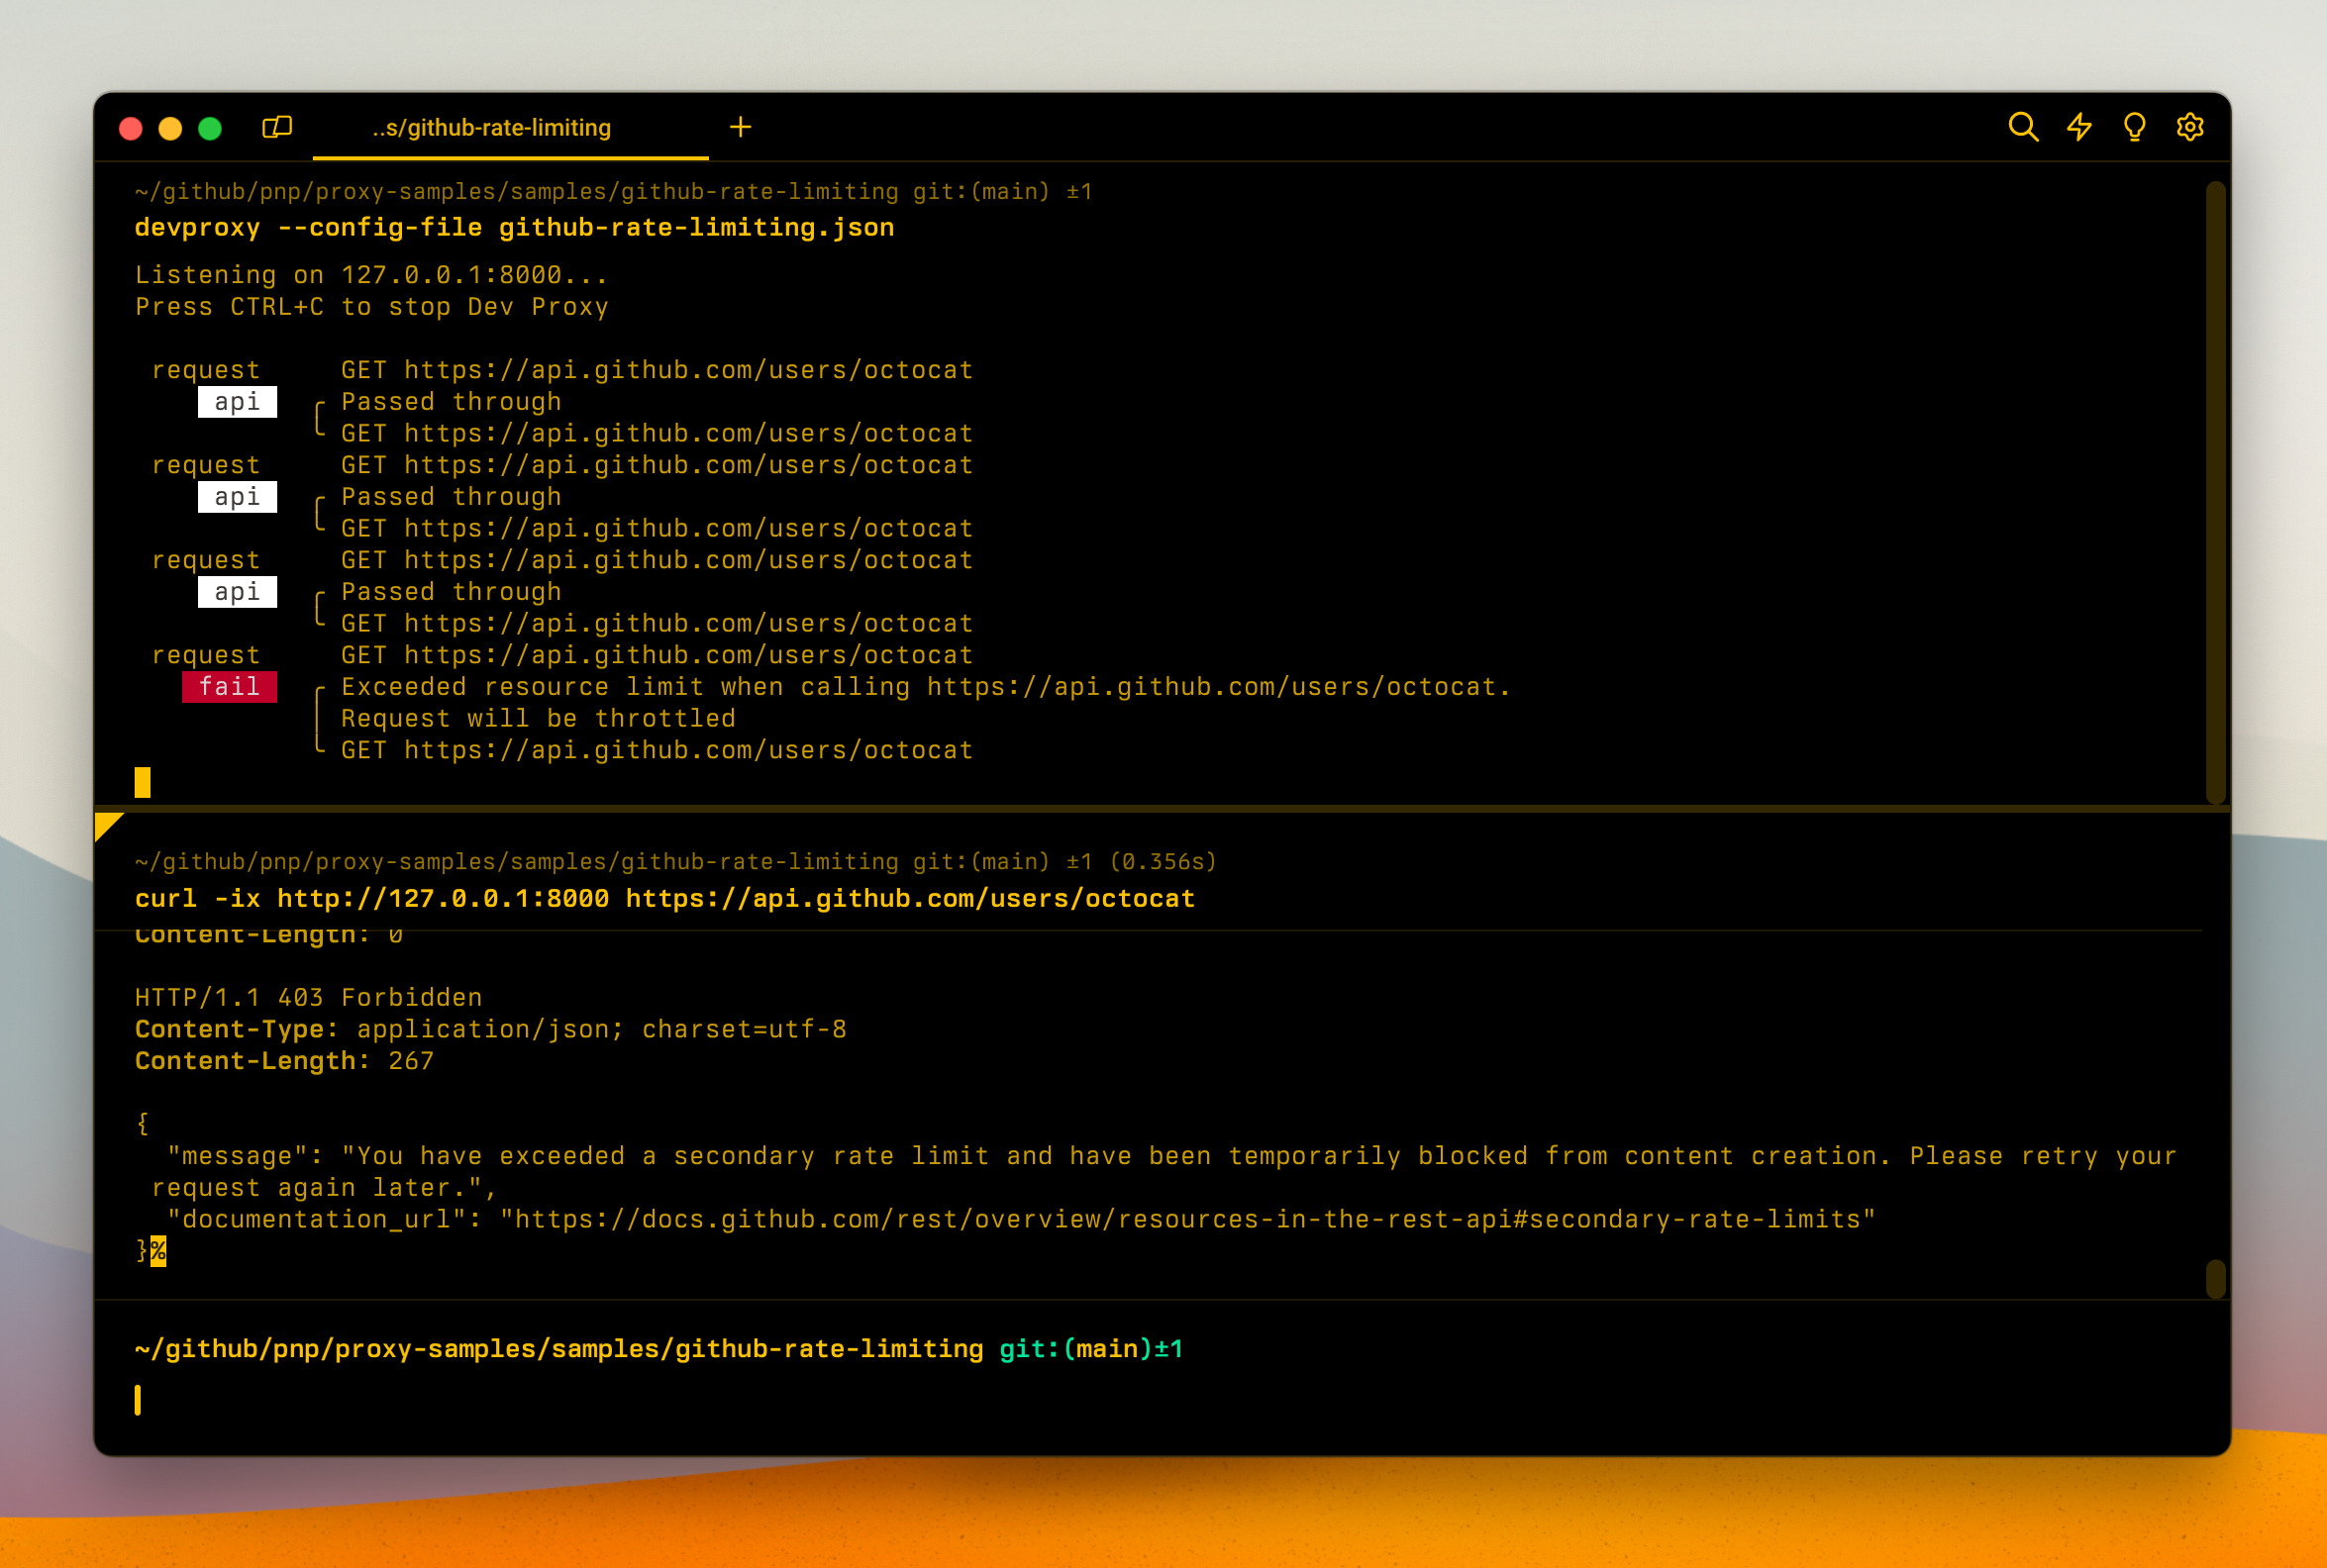 ..s/github-rate-limiting
~/github/pnp/proxy-samples/samples/github-rate-limiting git:(main) ±1
devproxy --config-file github-rate-limiting.json
Listening on 127.0.0.1:8000...
Press CTRL+C to stop Dev Proxy
request GET https://api.github.com/users/octocat
api ╭ Passed through
╰ GET https://api.github.com/users/octocat
request GET https://api.github.com/users/octocat
api ╭ Passed through
╰ GET https://api.github.com/users/octocat
request GET https://api.github.com/users/octocat
api ╭ Passed through
╰ GET https://api.github.com/users/octocat
request GET https://api.github.com/users/octocat
fail ╭ Exceeded resource limit when calling https://api.github.com/users/octocat.
│ Request will be throttled
╰ GET https://api.github.com/users/octocat
~/github/pnp/proxy-samples/samples/github-rate-limiting git:(main) ±1 (0.356s)
curl -ix http://127.0.0.1:8000 https://api.github.com/users/octocat
Content-Length: 0
HTTP/1.1 403 Forbidden
Content-Type: application/json; charset=utf-8
Content-Length: 267
{
"message": "You have exceeded a secondary rate limit and have been temporarily blocked from content creation. Please retry your
request again later.",
"documentation_url": "https://docs.github.com/rest/overview/resources-in-the-rest-api#secondary-rate-limits"
}%
~/github/pnp/proxy-samples/samples/github-rate-limiting git:(main)±1